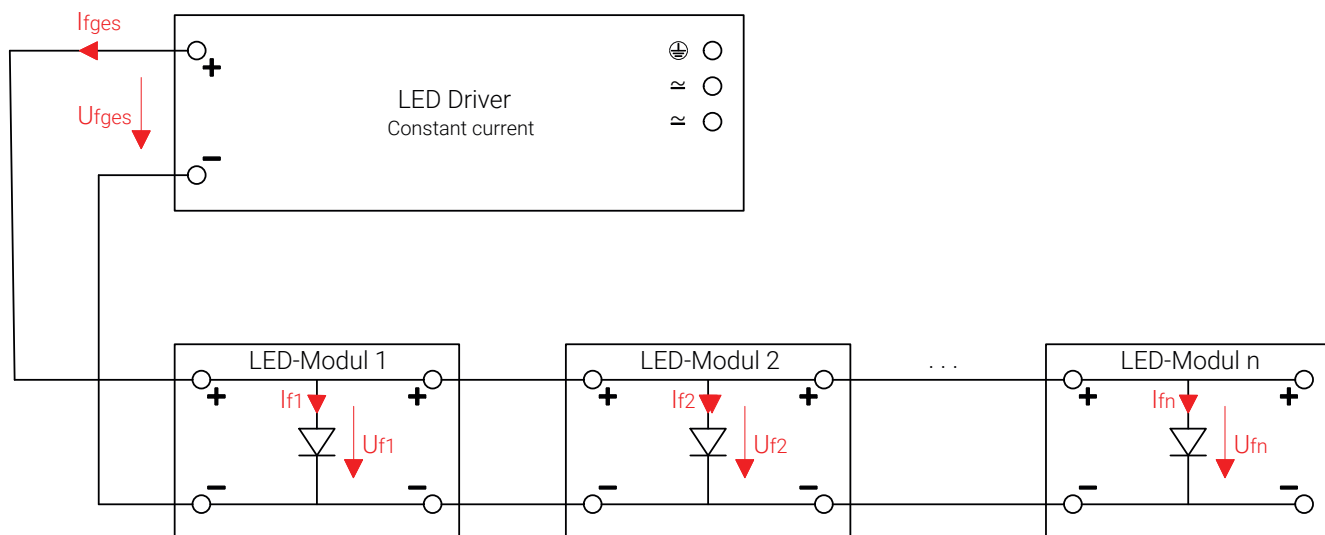 Ifges
+
Ufges
−
LED Driver
Constant current
≃
≃
LED-Modul 1
LED-Modul 2
. . .
LED-Modul n
+ If1 +
Uf1
− −
+ If2 +
Uf2
− −
+ Ifn +
Ufn
− −